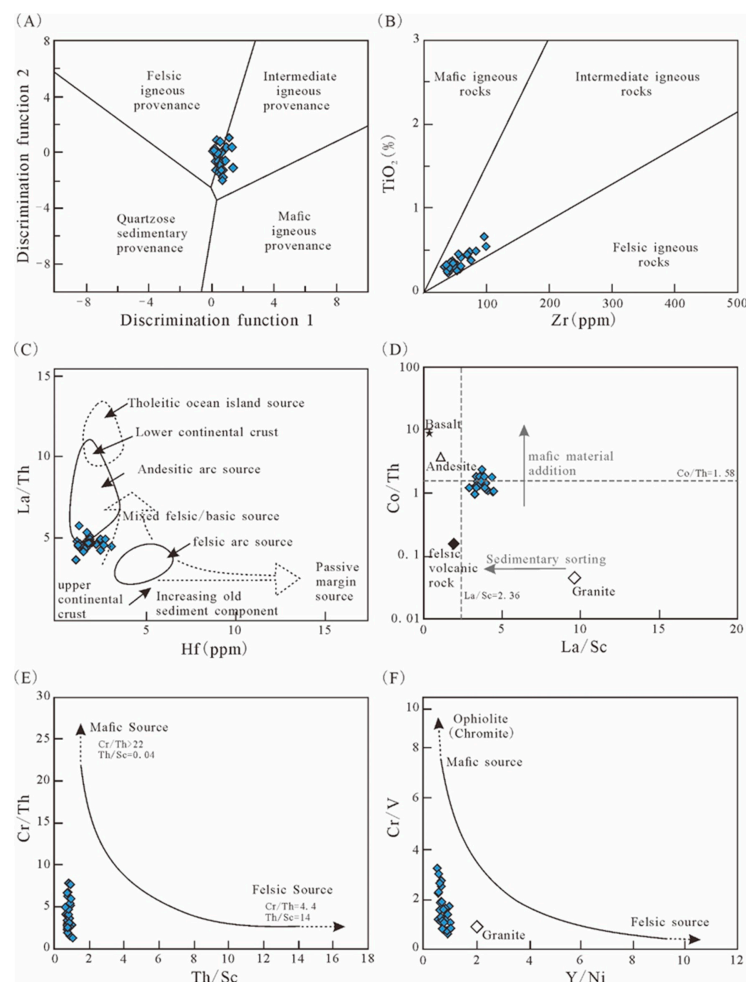 (A)
8
4
0
-4
-8
-8
-4
0
4
8
Discrimination function 2
Discrimination function 1
Felsic
igneous
provenance
Intermediate
igneous
provenance
Quartzose
sedimentary
provenance
Mafic
igneous
provenance
(B)
3
2
1
0
100
200
300
400
500
TiO2(%)
Zr(ppm)
Mafic igneous
rocks
Intermediate igneous
rocks
Felsic igneous
rocks
(C)
15
10
5
5
10
15
La/Th
Hf(ppm)
Tholeitic ocean island source
Lower continental crust
Andesitic arc source
Mixed felsic/basic source
felsic arc source
Passive
margin
source
upper
continental
crust
Increasing old
sediment component
(D)
100
10
1
0.1
0.01
0
5
10
15
20
Co/Th
La/Sc
Basalt
Andesite
mafic material
addition
Co/Th=1.58
felsic
volcanic
rock
Sedimentary sorting
Granite
La/Sc=2.36
(E)
30
25
20
15
10
5
0
0
2
4
6
8
10
12
14
16
18
Cr/Th
Th/Sc
Mafic Source
Cr/Th>22
Th/Sc=0.04
Felsic Source
Cr/Th=4.4
Th/Sc=14
(F)
10
8
6
4
2
0
0
2
4
6
8
10
12
Cr/V
Y/Ni
Ophiolite
(Chromite)
Mafic source
Felsic source
Granite